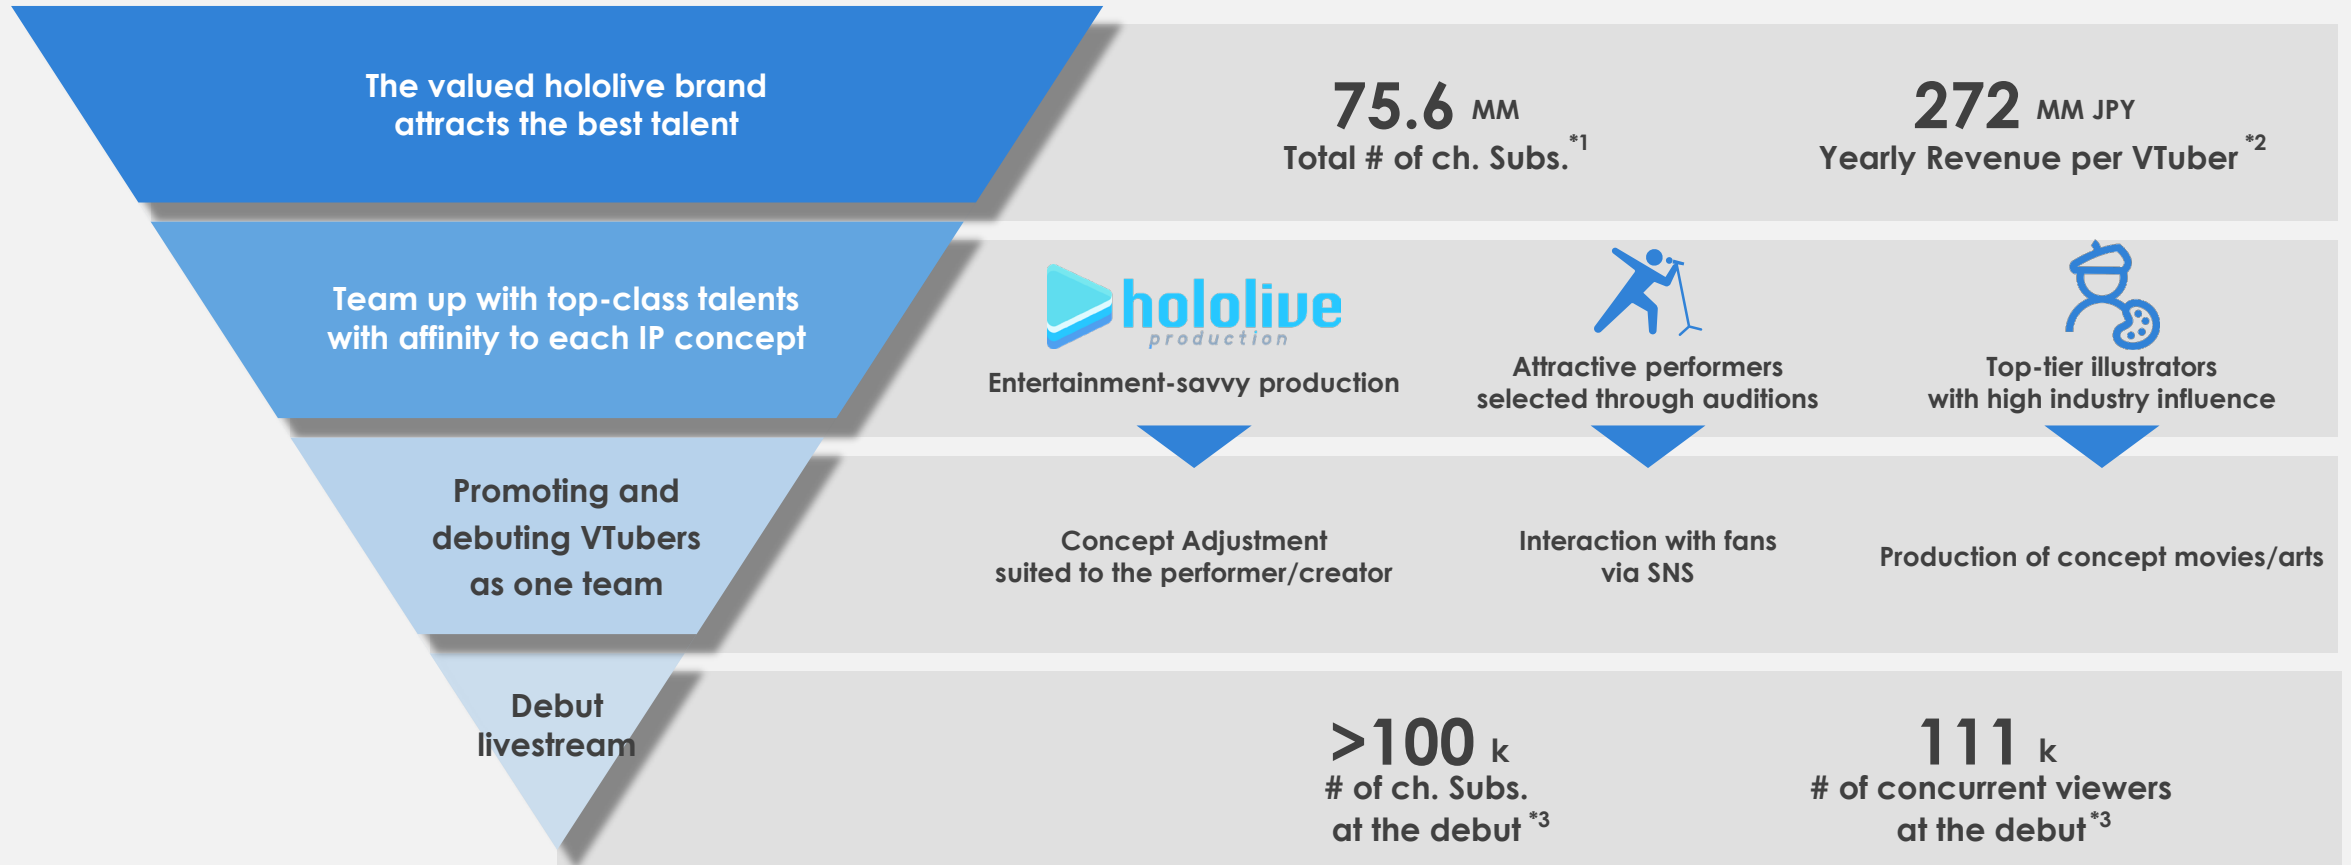 The valued hololive brand
attracts the best talent
75.6 MM
Total # of ch. Subs.*1
272 MM JPY
Yearly Revenue per VTuber *2
Team up with top-class talents
with affinity to each IP concept
hololive
production
Entertainment-savvy production
Attractive performers
selected through auditions
Top-tier illustrators
with high industry influence
Promoting and
debuting VTubers
as one team
Concept Adjustment
suited to the performer/creator
Interaction with fans
via SNS
Production of concept movies/arts
Debut
livestream
>100 k
# of ch. Subs.
at the debut *3
111 k
# of concurrent viewers
at the debut *3